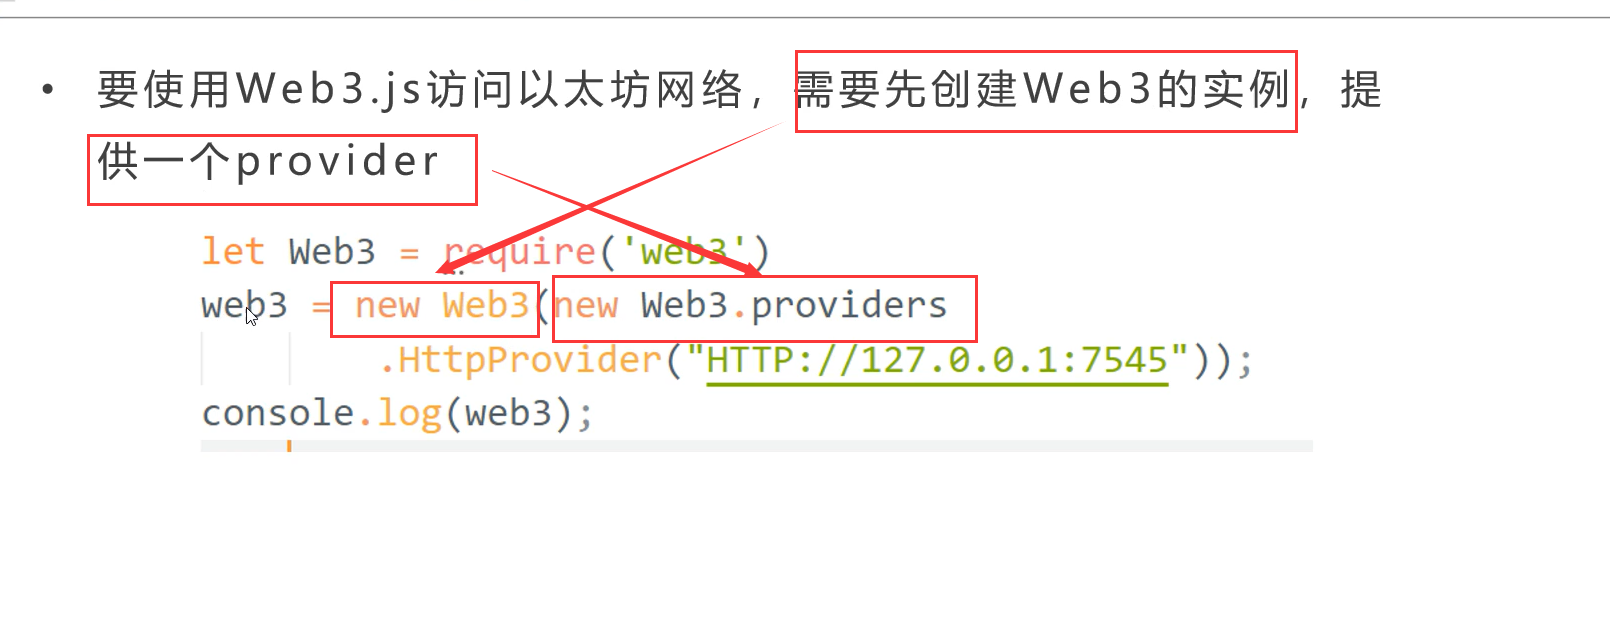 • 要使用Web3.js访问以太坊网络，需要先创建Web3的实例，提
供一个provider
let Web3 = require('web3')
web3 = new Web3(new Web3.providers
.HttpProvider("HTTP://127.0.0.1:7545"));
console.log(web3);